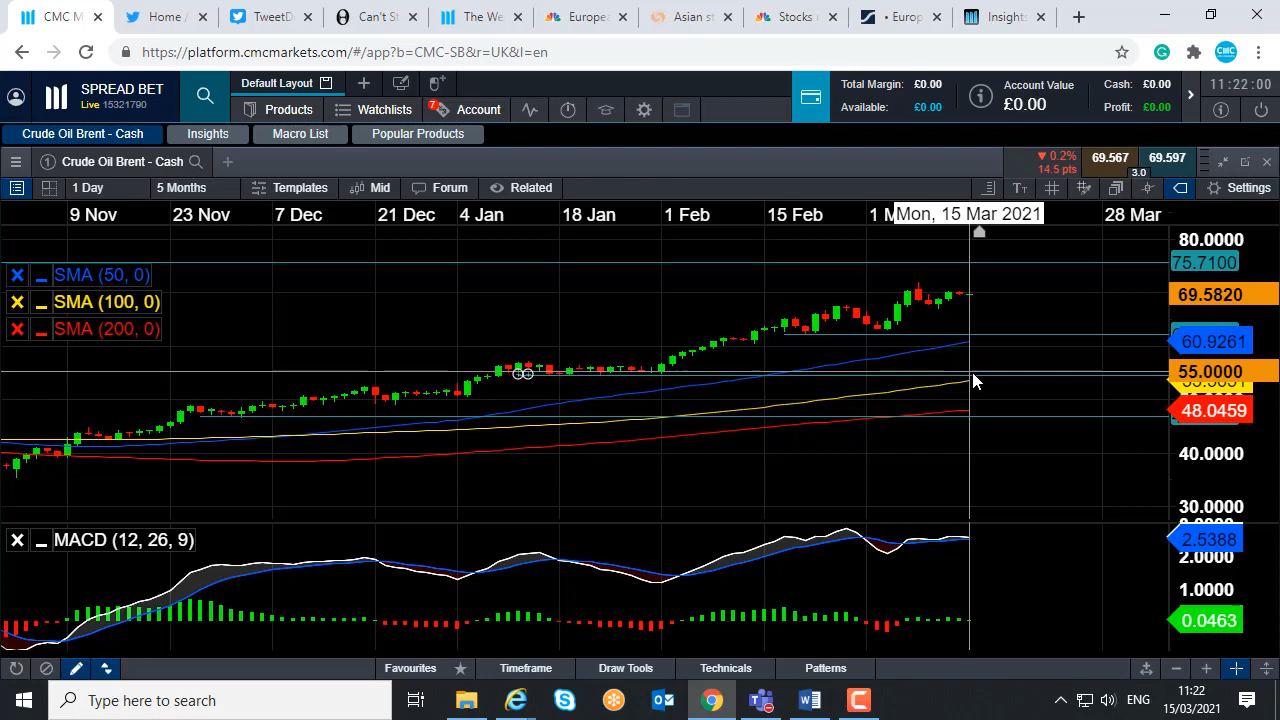 CMC M
Home /
TweetD
Can't St
The We
Europea
Asian st
Stocks r
• Europ
Insights
https://platform.cmcmarkets.com/#/app?b=CMC-SB&r=UK&l=en
SPREAD BET
Live 15321790
Default Layout
Products
Watchlists
7
Account
Total Margin: £0.00
Available: £0.00
Account Value
£0.00
Cash: £0.00
Profit: £0.00
11:22:00
Crude Oil Brent - Cash
Insights
Macro List
Popular Products
1 Crude Oil Brent - Cash
0.2%
14.5 pts
69.567
3.0
69.597
1 Day
5 Months
Templates
Mid
Forum
Related
Settings
9 Nov
23 Nov
7 Dec
21 Dec
4 Jan
18 Jan
1 Feb
15 Feb
Mon, 15 Mar 2021
28 Mar
80.0000
75.7100
SMA (50, 0)
69.5820
SMA (100, 0)
SMA (200, 0)
60.9261
55.0000
48.0459
40.0000
30.0000
MACD (12, 26, 9)
2.5388
2.0000
1.0000
0.0463
Favourites
Timeframe
Draw Tools
Technicals
Patterns
Type here to search
ENG
11:22
15/03/2021